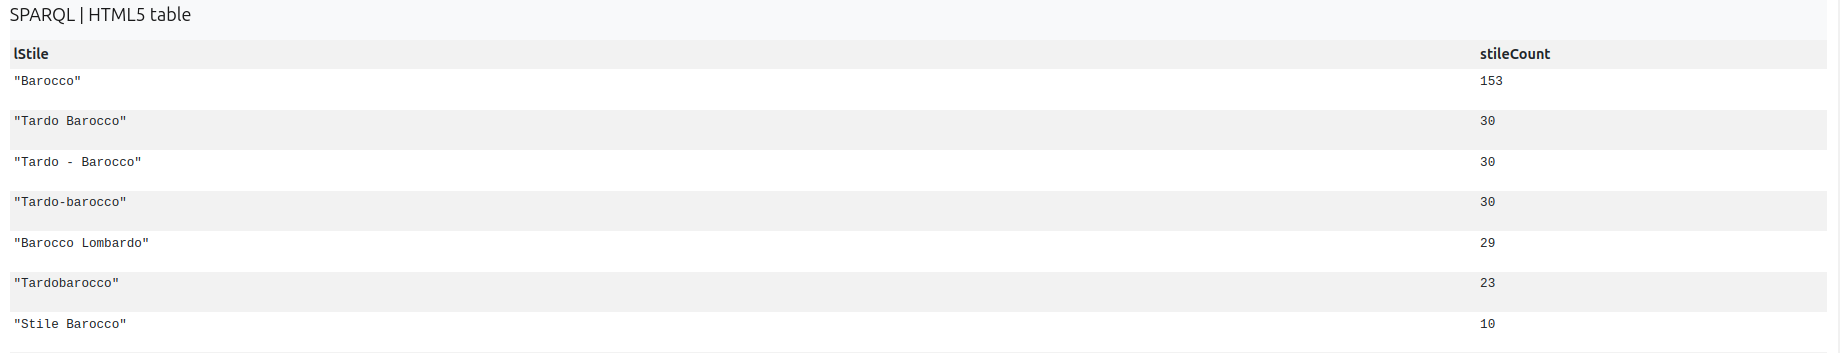 SPARQL | HTML5 table
lStile stileCount
"Barocco" 153
"Tardo Barocco" 30
"Tardo - Barocco" 30
"Tardo-barocco" 30
"Barocco Lombardo" 29
"Tardobarocco" 23
"Stile Barocco" 10